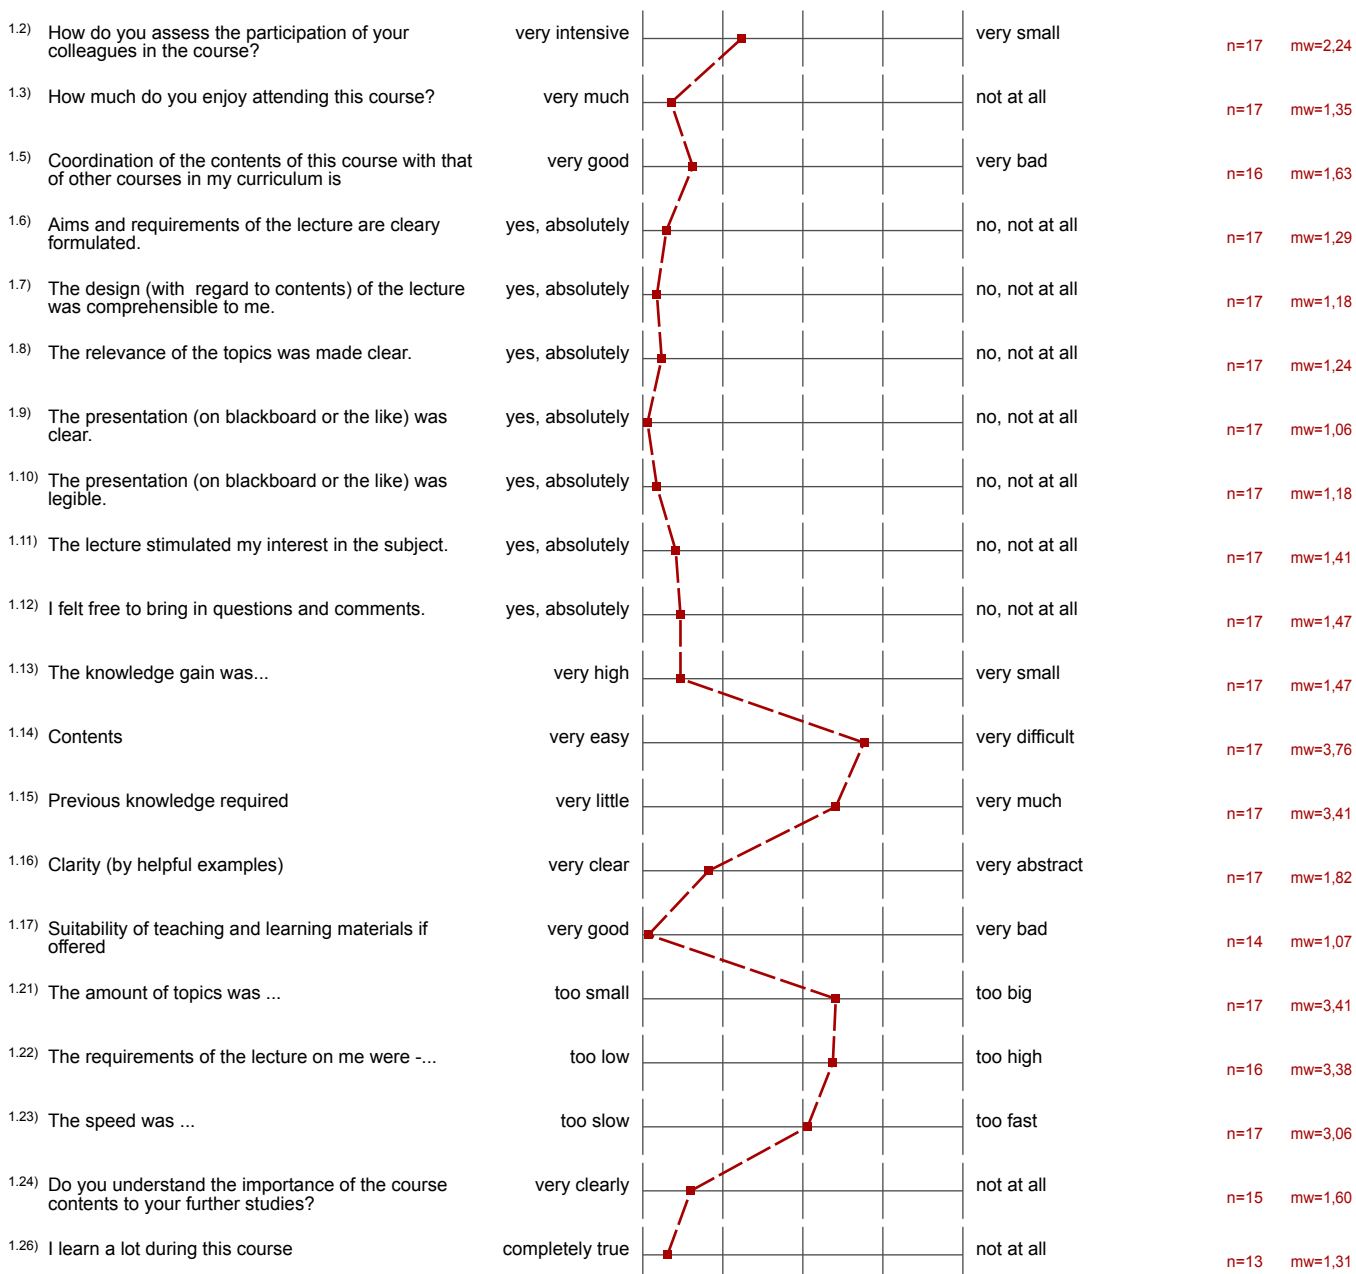 1.2) How do you assess the participation of your
colleagues in the course?
very intensive very small n=17 mw=2,24
1.3) How much do you enjoy attending this course? very much not at all n=17 mw=1,35
1.5) Coordination of the contents of this course with that
of other courses in my curriculum is
very good very bad n=16 mw=1,63
1.6) Aims and requirements of the lecture are cleary
formulated.
yes, absolutely no, not at all n=17 mw=1,29
1.7) The design (with regard to contents) of the lecture
was comprehensible to me.
yes, absolutely no, not at all n=17 mw=1,18
1.8) The relevance of the topics was made clear. yes, absolutely no, not at all n=17 mw=1,24
1.9) The presentation (on blackboard or the like) was
clear.
yes, absolutely no, not at all n=17 mw=1,06
1.10) The presentation (on blackboard or the like) was
legible.
yes, absolutely no, not at all n=17 mw=1,18
1.11) The lecture stimulated my interest in the subject. yes, absolutely no, not at all n=17 mw=1,41
1.12) I felt free to bring in questions and comments. yes, absolutely no, not at all n=17 mw=1,47
1.13) The knowledge gain was... very high very small n=17 mw=1,47
1.14) Contents very easy very difficult n=17 mw=3,76
1.15) Previous knowledge required very little very much n=17 mw=3,41
1.16) Clarity (by helpful examples) very clear very abstract n=17 mw=1,82
1.17) Suitability of teaching and learning materials if
offered
very good very bad n=14 mw=1,07
1.21) The amount of topics was ... too small too big n=17 mw=3,41
1.22) The requirements of the lecture on me were -... too low too high n=16 mw=3,38
1.23) The speed was ... too slow too fast n=17 mw=3,06
1.24) Do you understand the importance of the course
contents to your further studies?
very clearly not at all n=15 mw=1,60
1.26) I learn a lot during this course completely true not at all n=13 mw=1,31